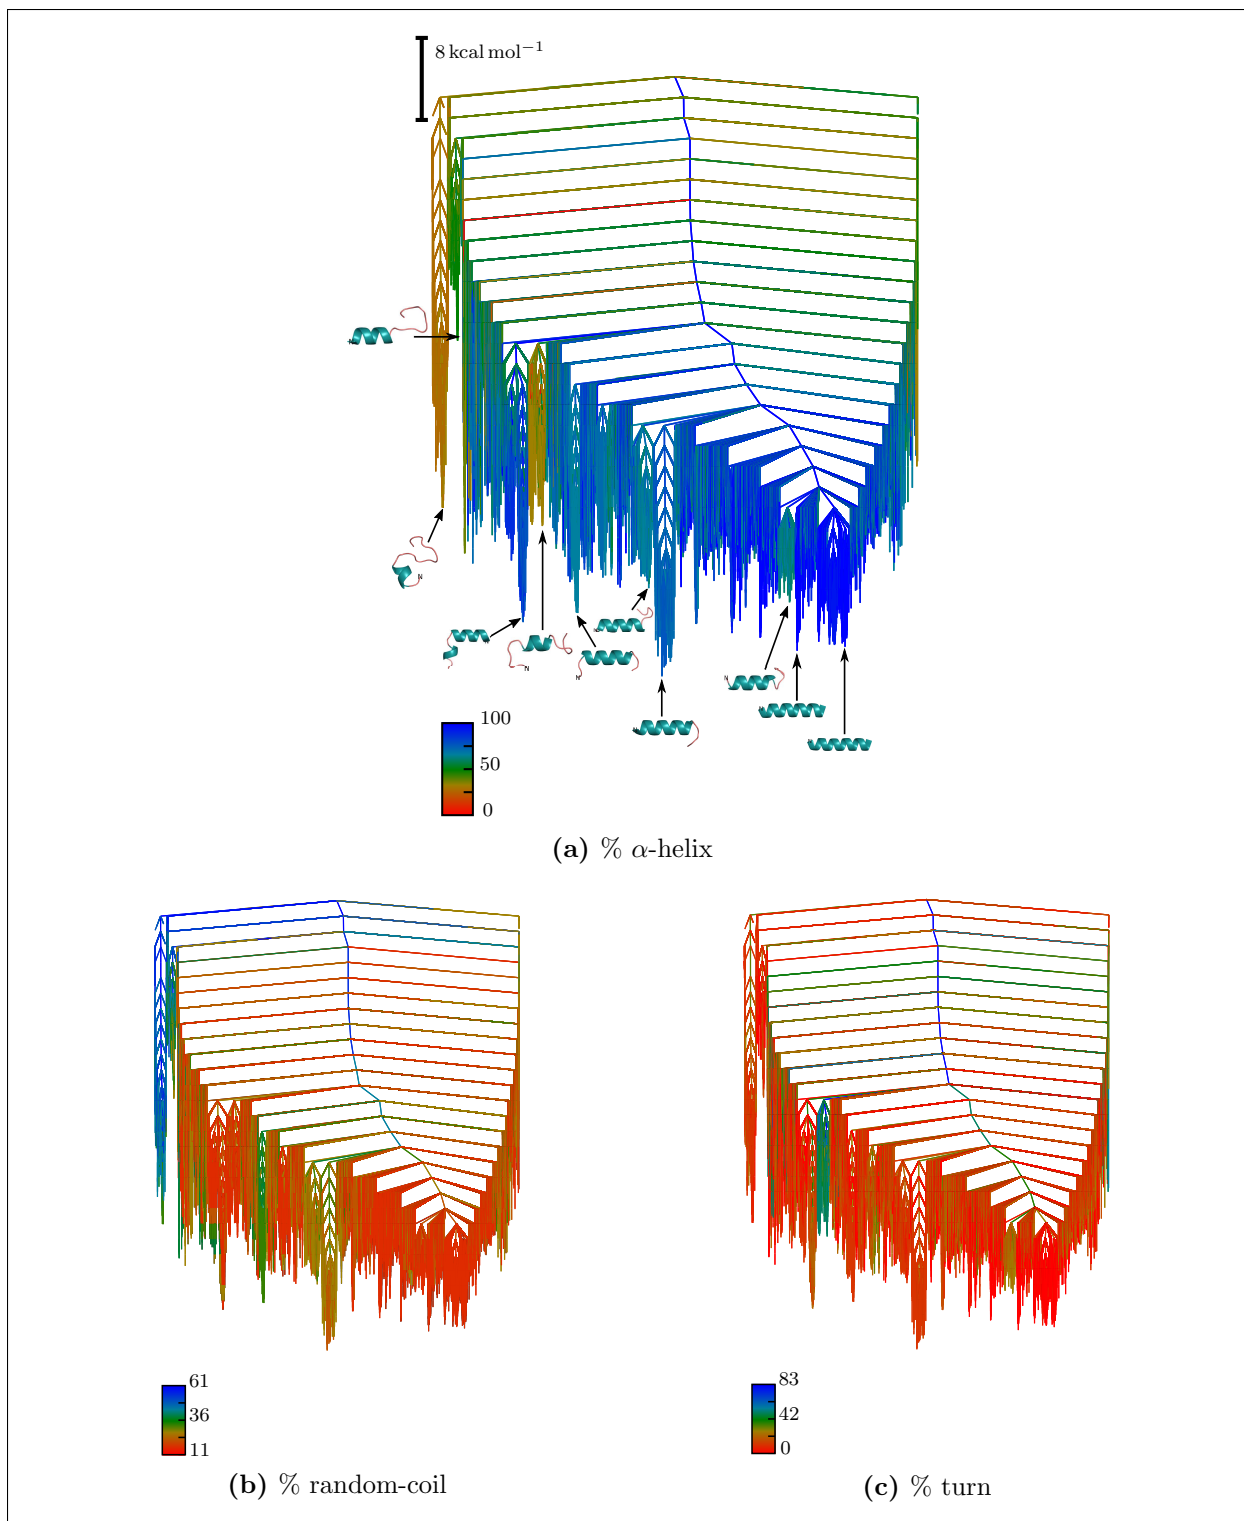 8 kcal mol⁻¹
N
N
N
N
100
50
0
(a) % α-helix
61
36
11
(b) % random-coil
83
42
0
(c) % turn